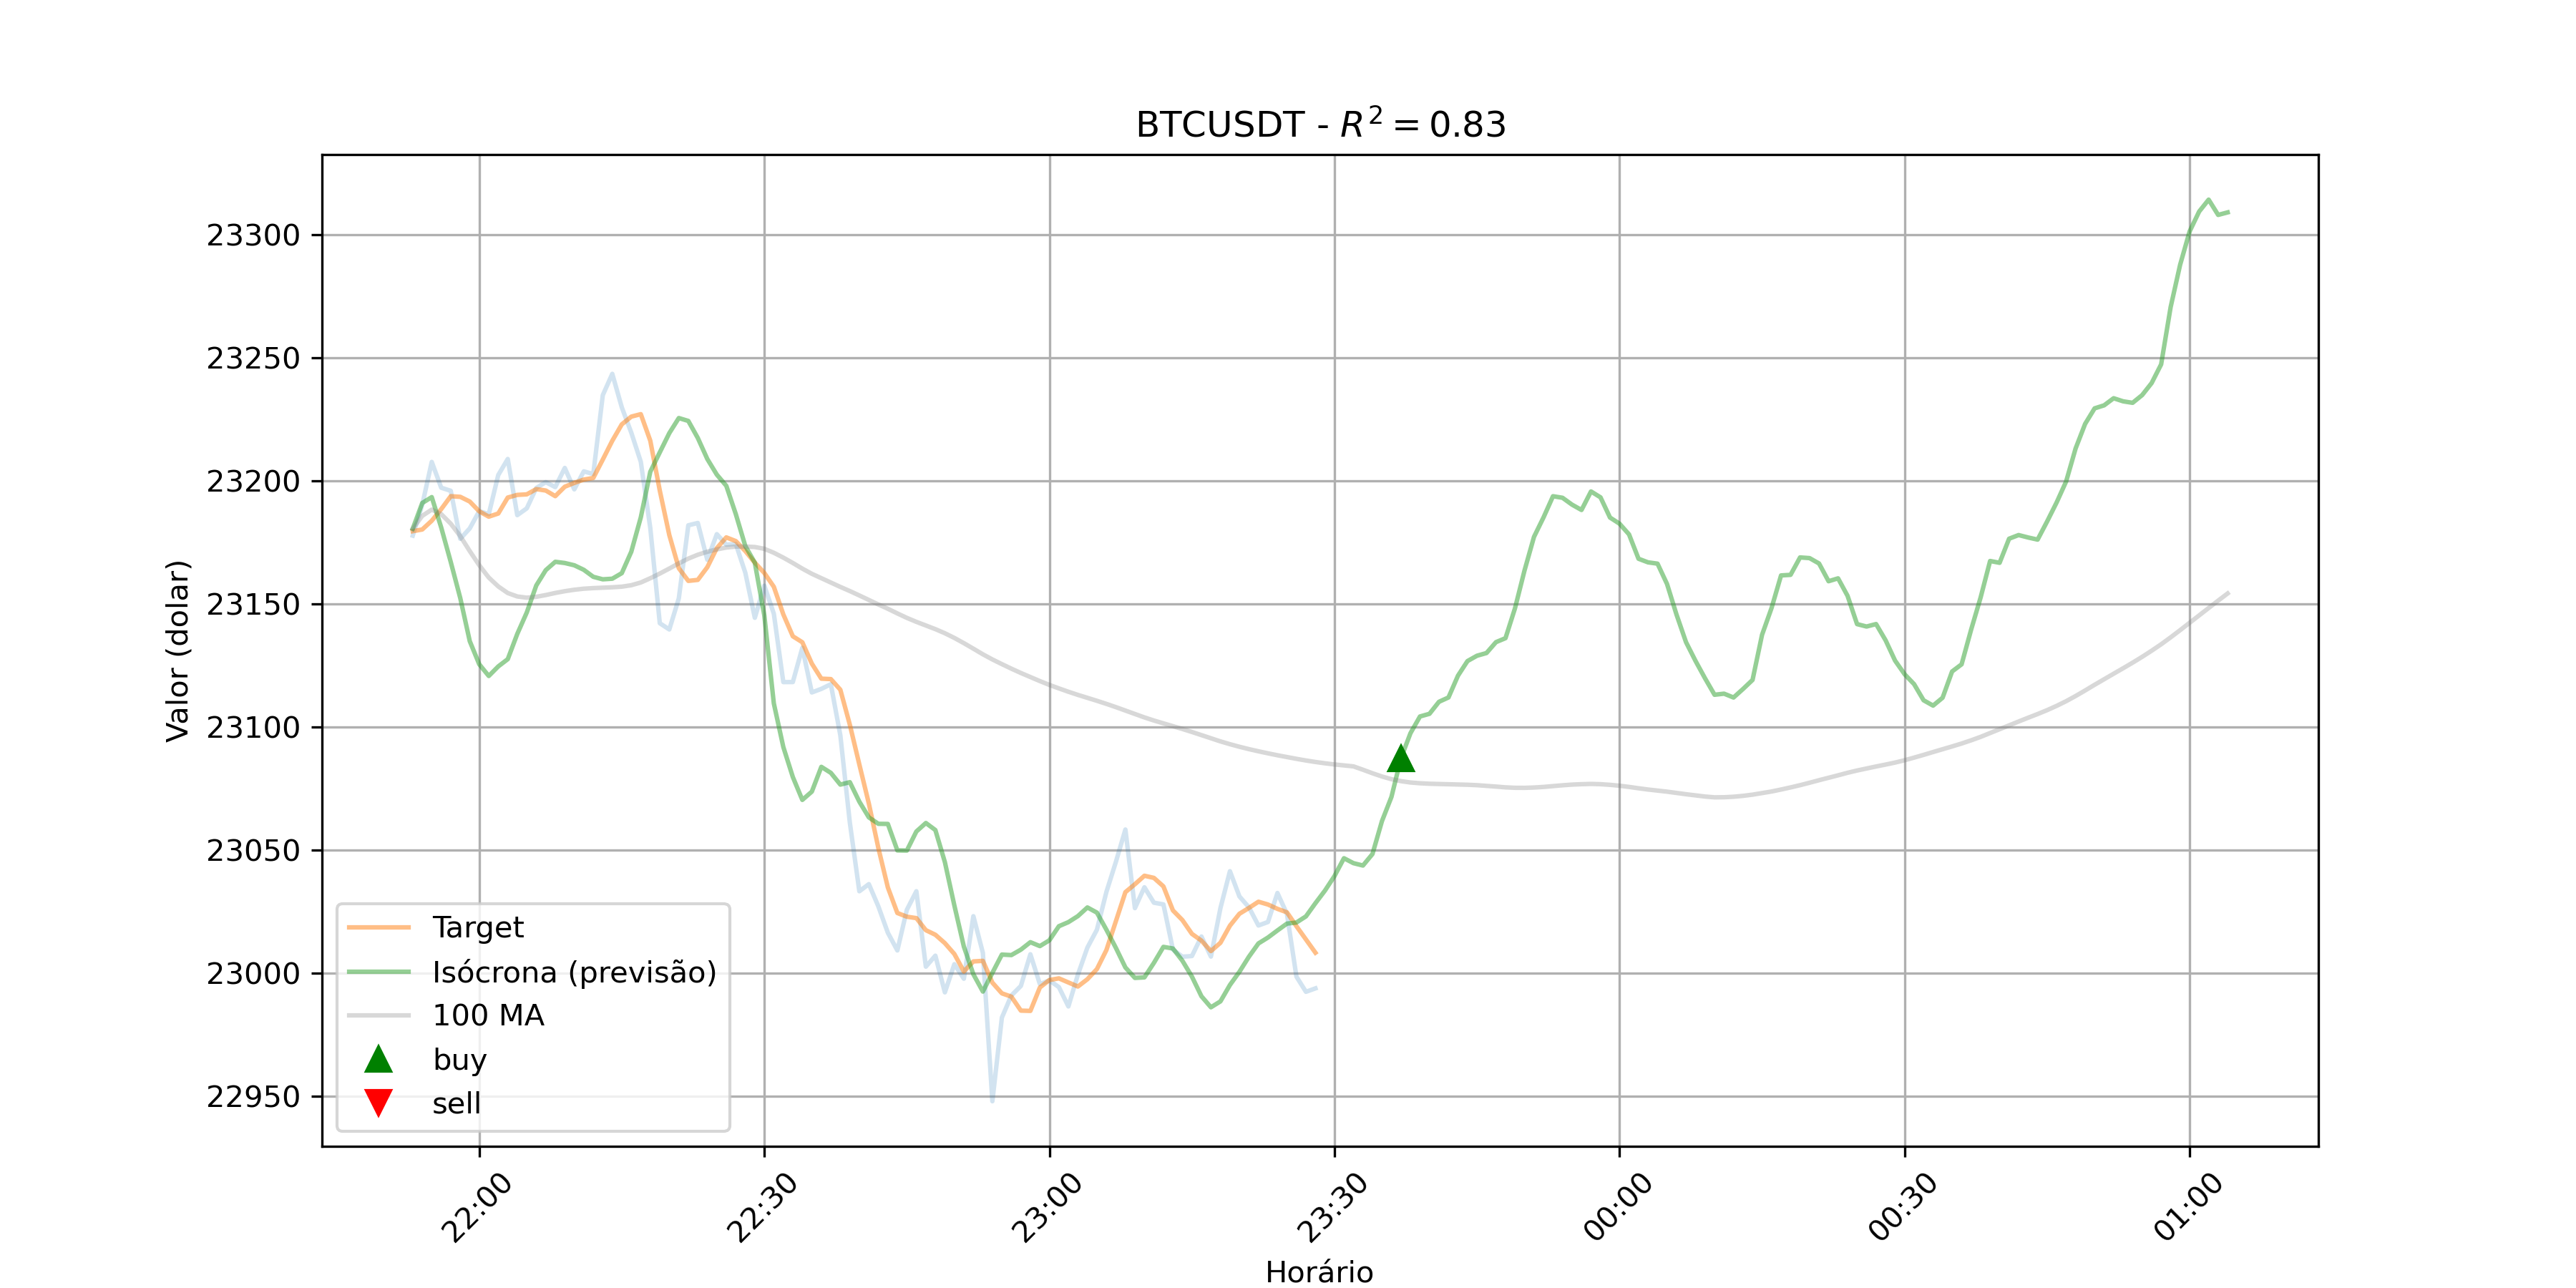 BTCUSDT - R² = 0.83
Valor (dolar)
23300
23250
23200
23150
23100
23050
23000
22950
Target
Isócrona (previsão)
100 MA
buy
sell
22:00
22:30
23:00
23:30
00:00
00:30
01:00
Horário